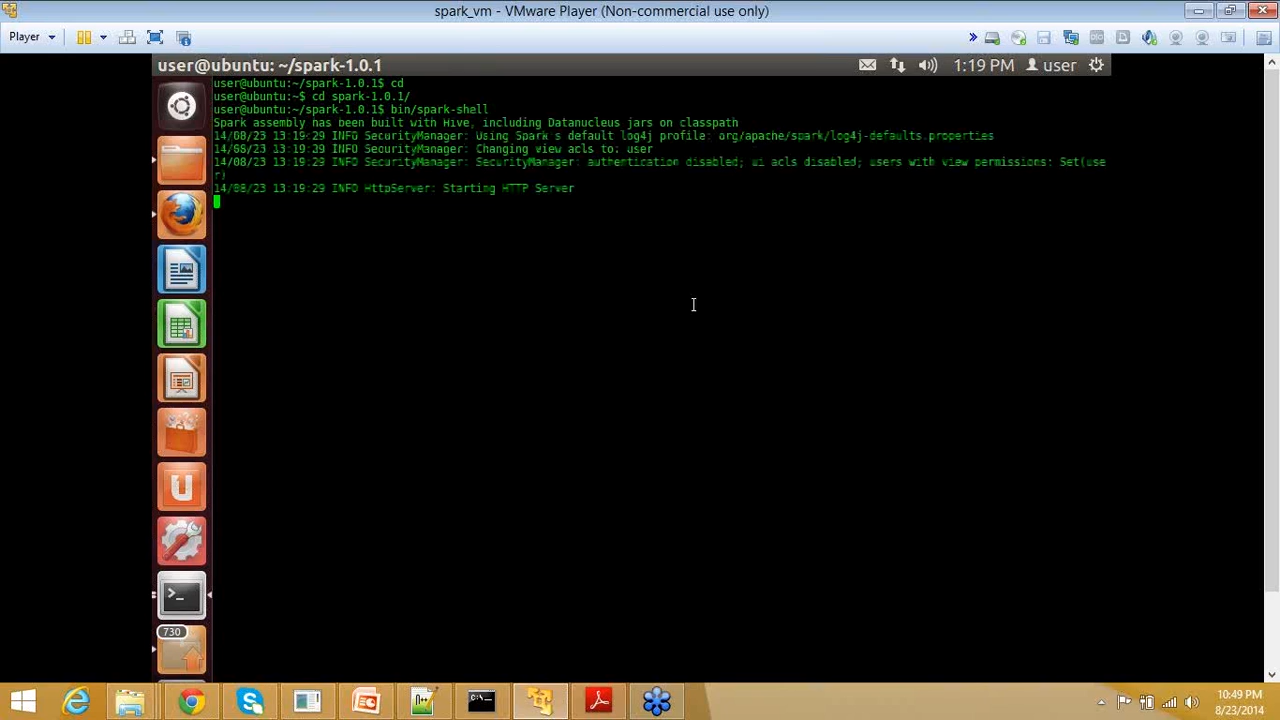 spark_vm - VMware Player (Non-commercial use only)
Player
user@ubuntu: ~/spark-1.0.1
1:19 PM
user
user@ubuntu:~/spark-1.0.1$ cd
user@ubuntu:~$ cd spark-1.0.1/
user@ubuntu:~/spark-1.0.1$ bin/spark-shell
Spark assembly has been built with Hive, including Datanucleus jars on classpath
14/08/23 13:19:29 INFO SecurityManager: Using Spark's default log4j profile: org/apache/spark/log4j-defaults.properties
14/08/23 13:19:29 INFO SecurityManager: Changing view acls to: user
14/08/23 13:19:29 INFO SecurityManager: SecurityManager: authentication disabled; ui acls disabled; users with view permissions: Set(use
r)
14/08/23 13:19:29 INFO HttpServer: Starting HTTP Server
730
10:49 PM
8/23/2014